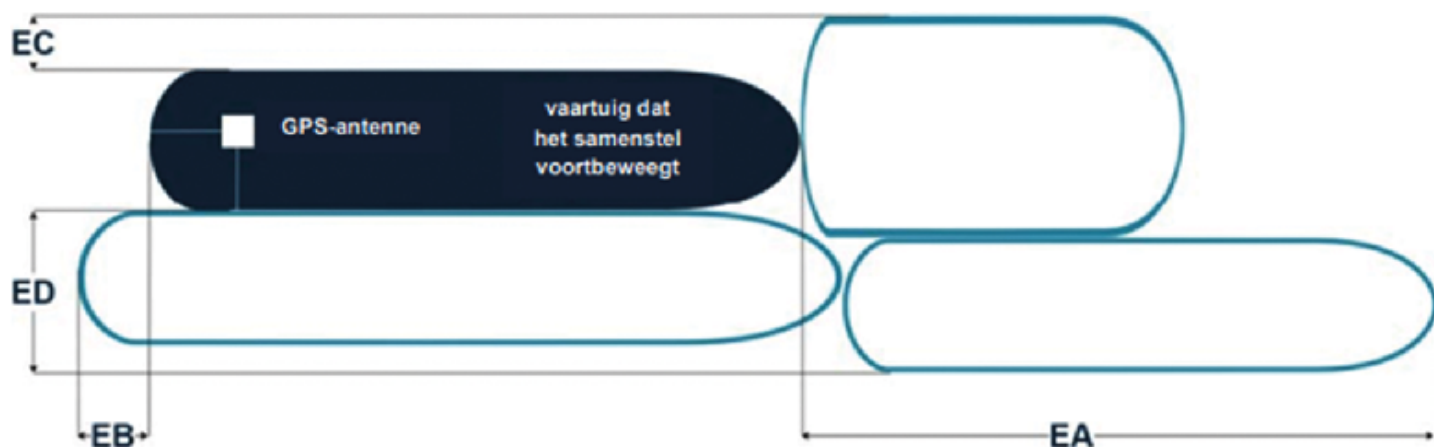 EC
GPS-antenne
vaartuig dat
het samenstel
voortbeweegt
ED
EB
EA